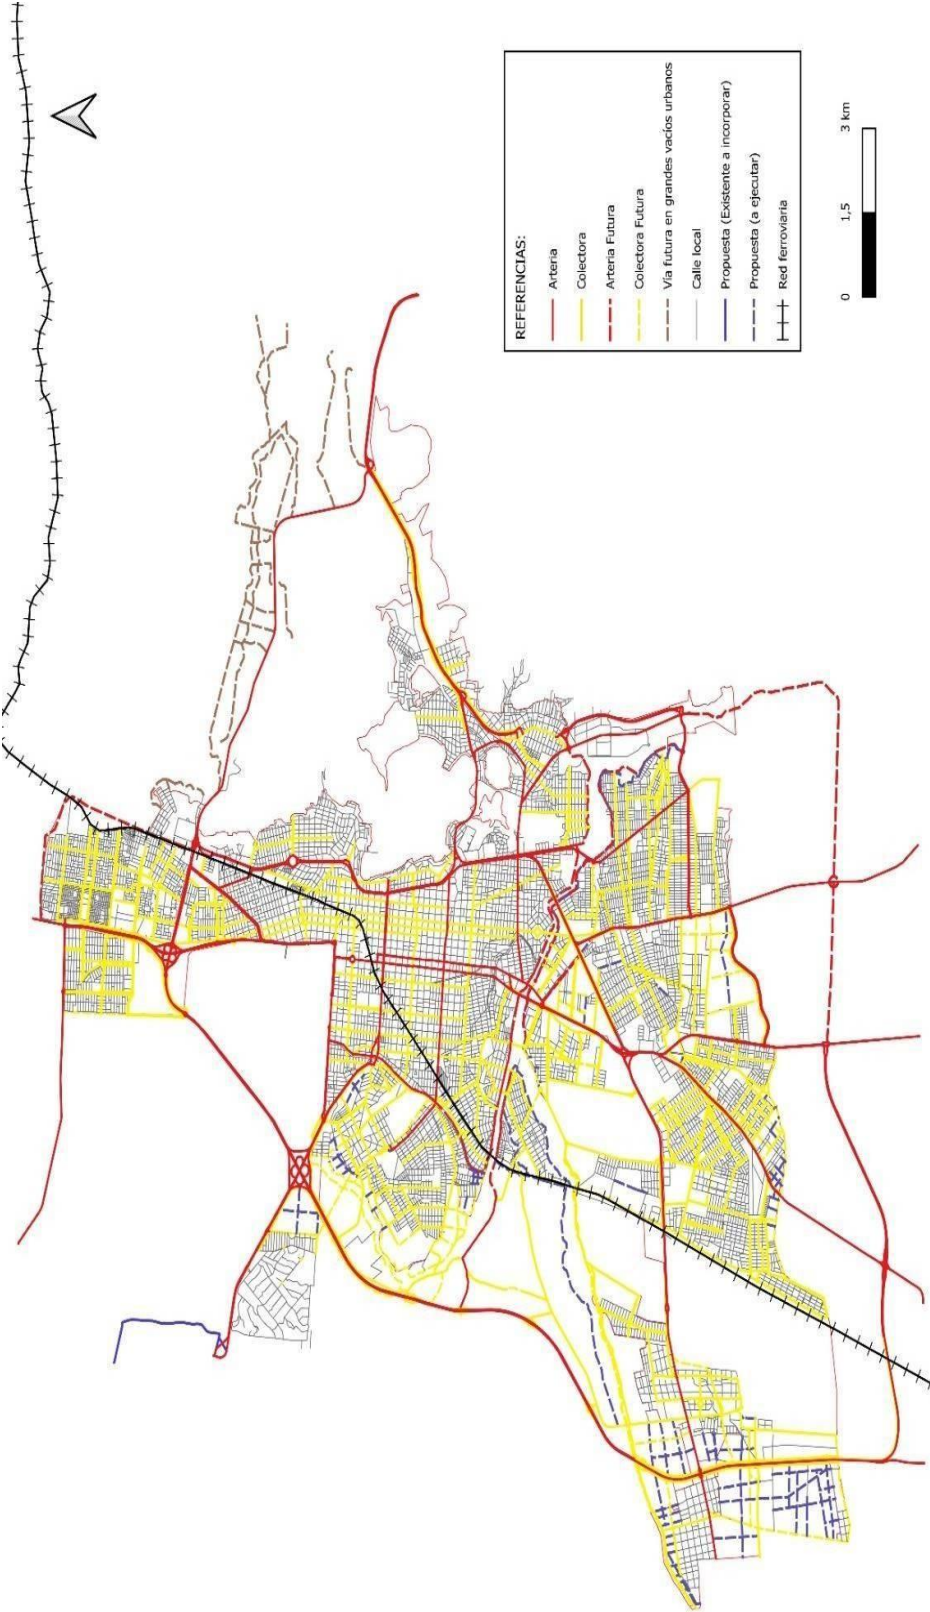 REFERENCIAS:
Arteria
Colectora
Arteria Futura
Colectora Futura
Vía futura en grandes vacíos urbanos
Calle local
Propuesta (Existente a incorporar)
Propuesta (a ejecutar)
Red ferroviaria
0 1,5 3 km